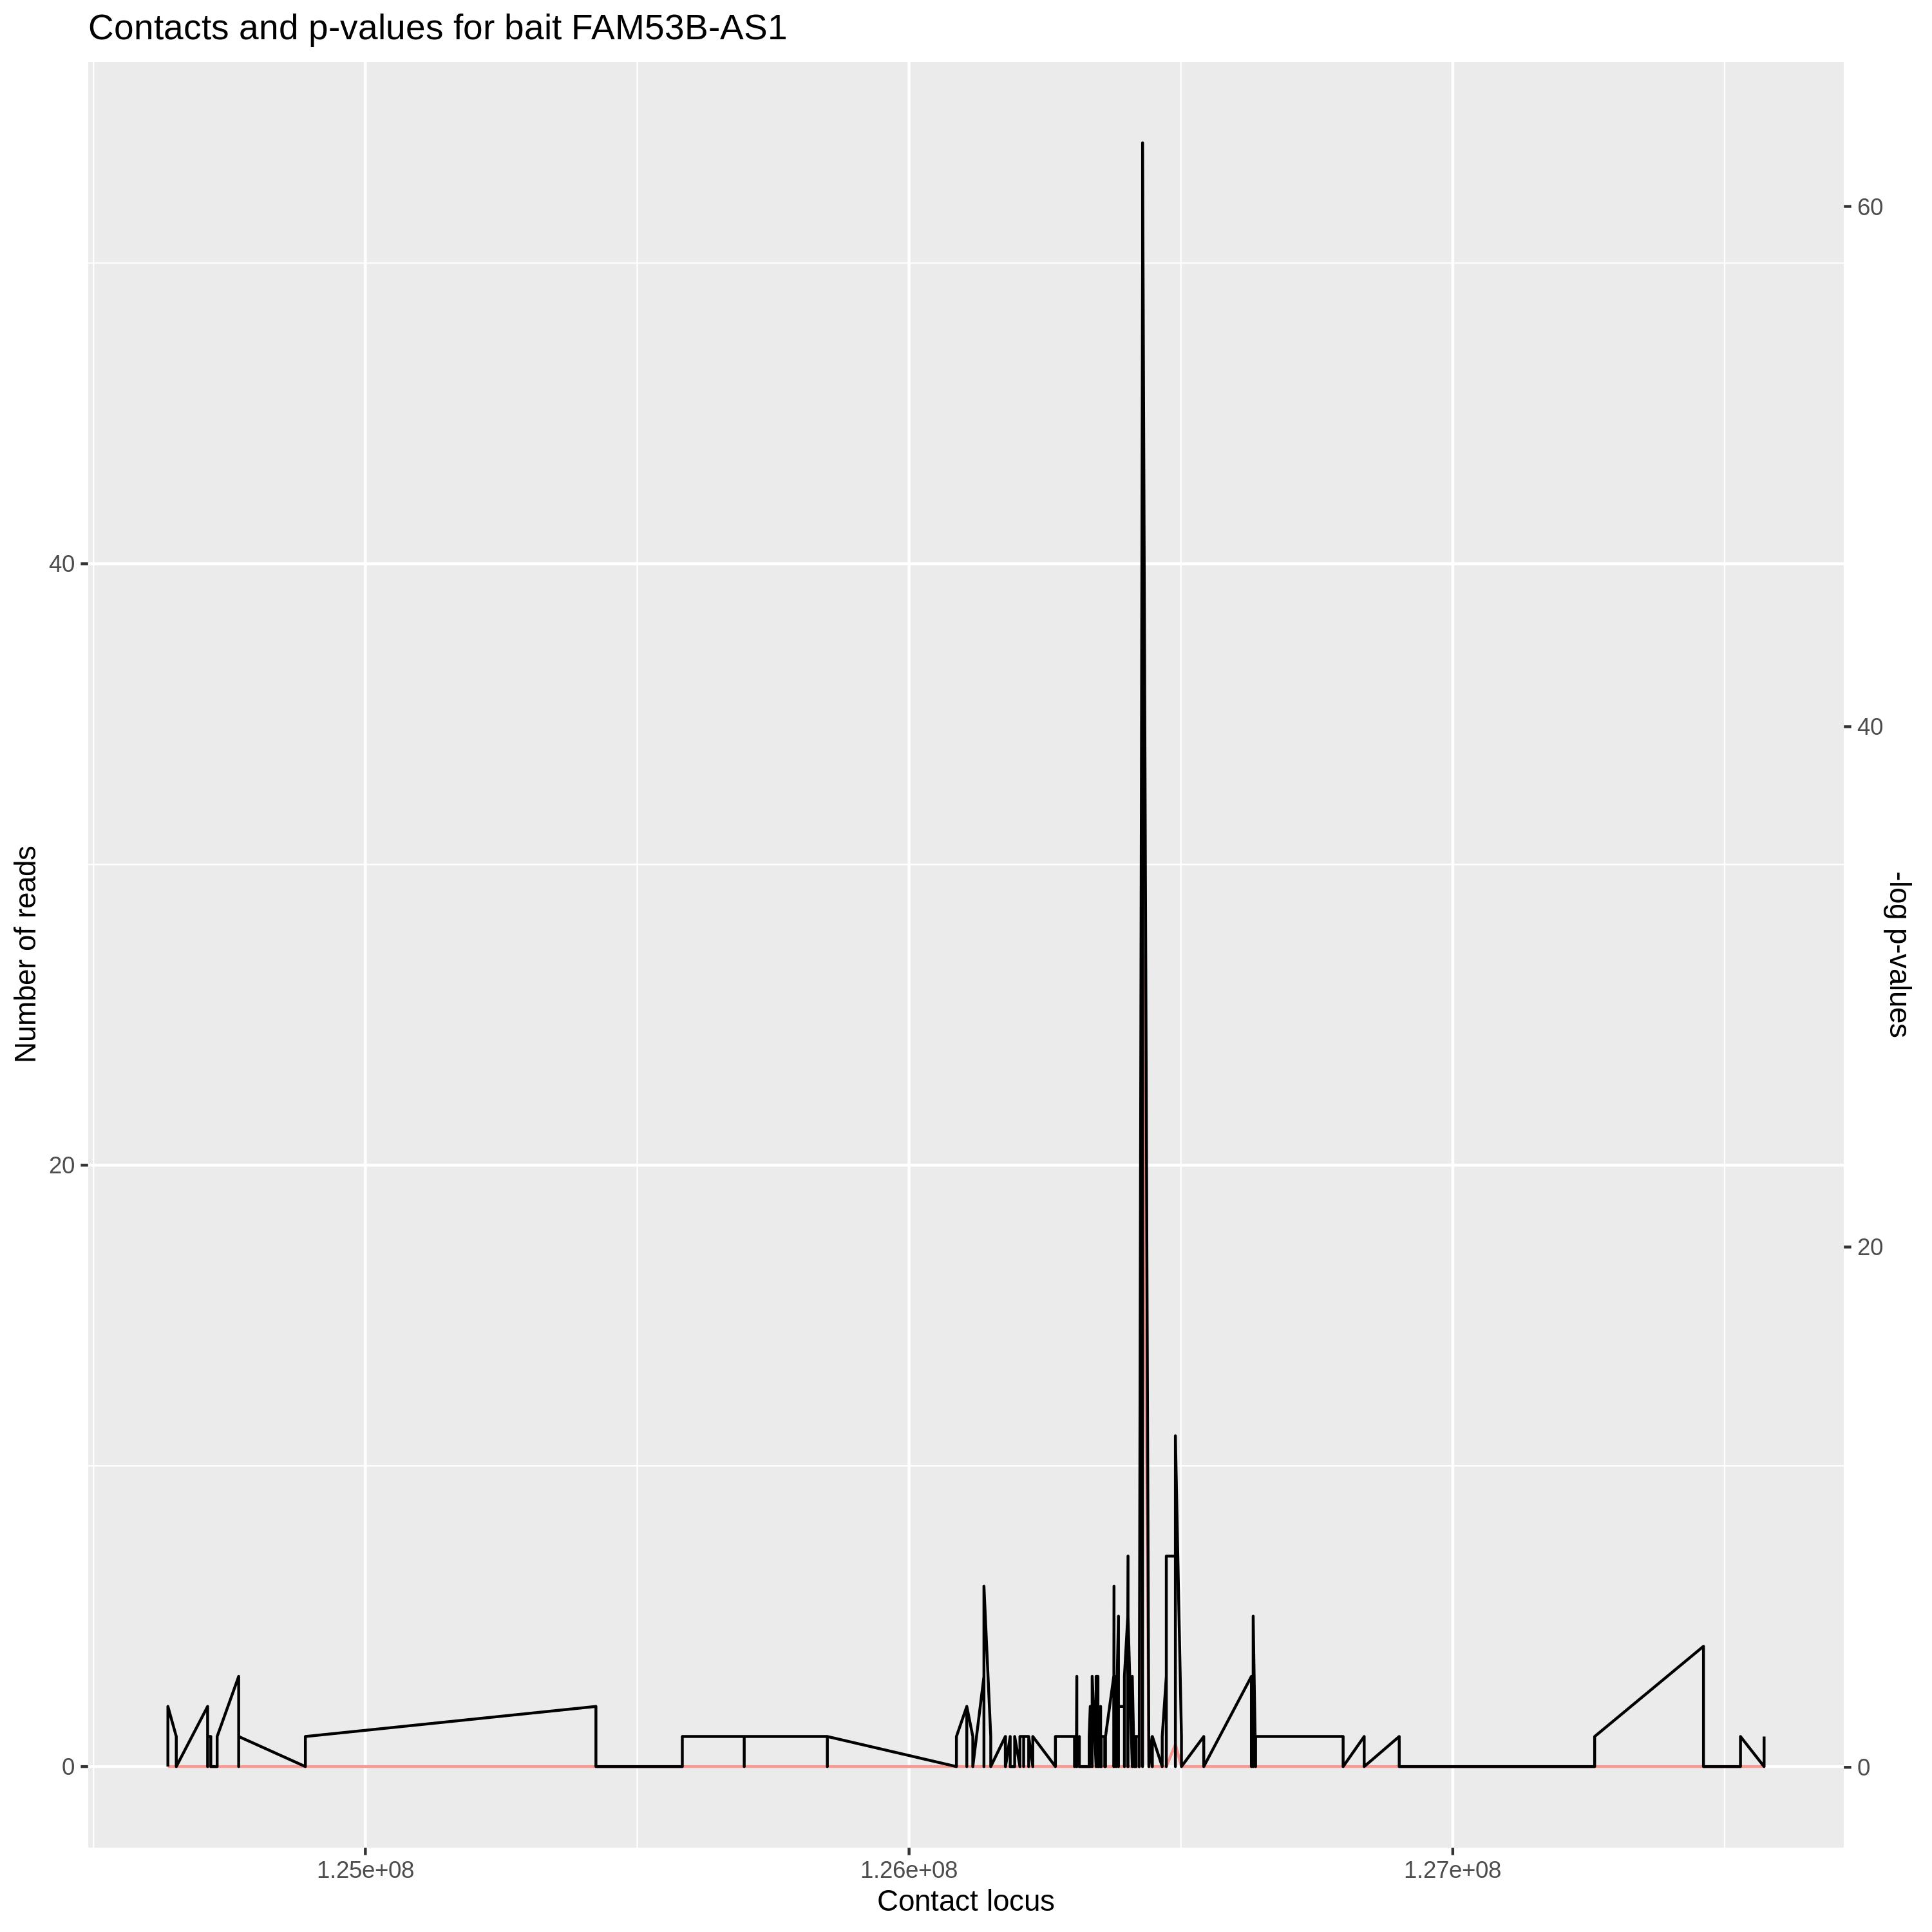 Contacts and p-values for bait FAM53B-AS1
Number of reads
40
20
0
60
40
20
0
-log p-values
1.25e+08
1.26e+08
1.27e+08
Contact locus